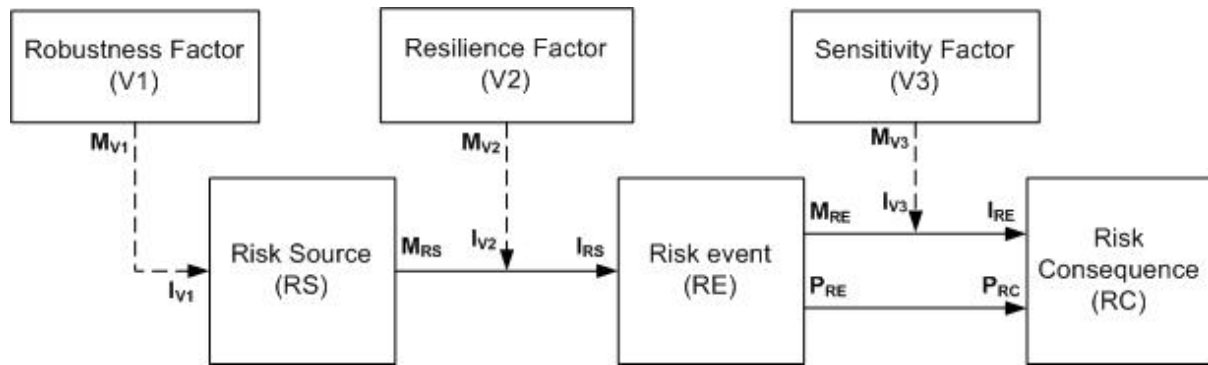 Robustness Factor
(V1)
Resilience Factor
(V2)
Sensitivity Factor
(V3)
MV1
MV2
MV3
IV1
Risk Source
(RS)
MRS
IV2
IRS
Risk event
(RE)
MRE
IV3
IRE
PRE
PRC
Risk
Consequence
(RC)